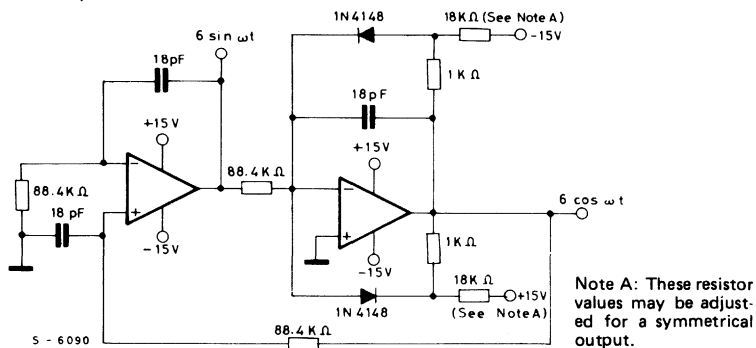 6 sin ωt
1N4148
18KΩ (See Note A)
-15V
18pF
1KΩ
18pF
+15V
+15V
88.4KΩ
-
+
88.4KΩ
-
+
6 cos ωt
18 pF
-15V
-15V
1KΩ
18KΩ
+15V
1N4148
(See Note A)
Note A: These resistor
values may be adjust-
ed for a symmetrical
output.
S - 6090
88.4KΩ